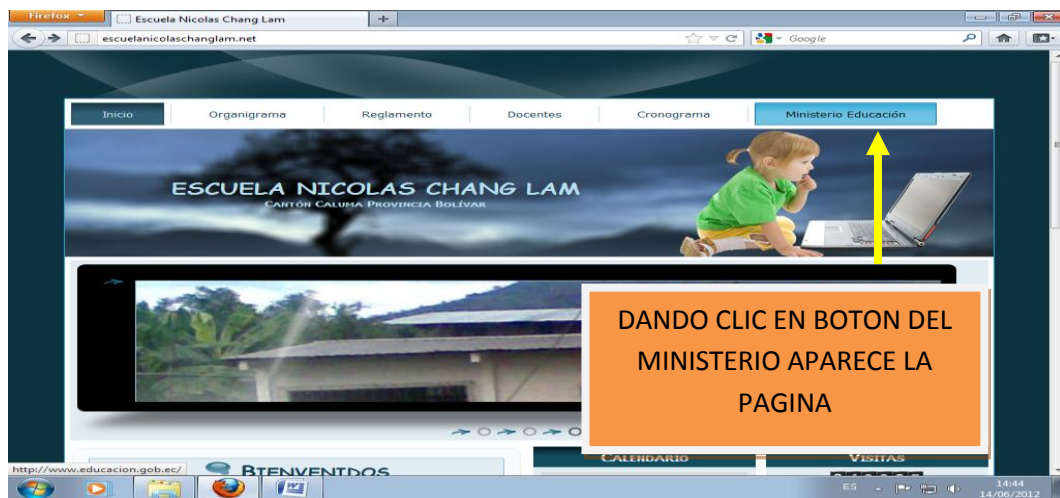 Firefox
Escuela Nicolas Chang Lam
escuelanicolaschanglam.net
Google
Inicio
Organigrama
Reglamento
Docentes
Cronograma
Ministerio Educación
ESCUELA NICOLAS CHANG LAM
CANTÓN CALUMA PROVINCIA BOLÍVAR
DANDO CLIC EN BOTON DEL
MINISTERIO APARECE LA
PAGINA
BIENVENIDOS
CALENDARIO
VISITAS
http://www.educacion.gob.ec/
ES
14:44
14/06/2012